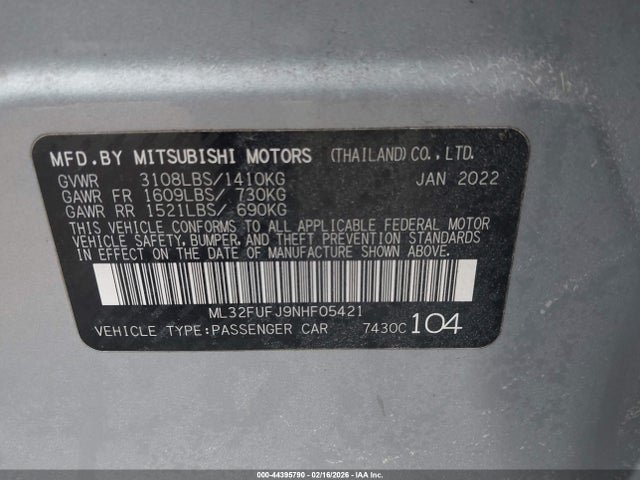 MFD.BY MITSUBISHI MOTORS (THAILAND)CO.,LTD.
GVWR 3108LBS/1410KG JAN 2022
GAWR FR 1609LBS/ 730KG
GAWR RR 1521LBS/ 690KG
THIS VEHICLE CONFORMS TO ALL APPLICABLE FEDERAL MOTOR
VEHICLE SAFETY, BUMPER, AND THEFT PREVENTION STANDARDS
IN EFFECT ON THE DATE OF MANUFACTURE SHOWN ABOVE.
ML32FUFJ9NHF05421
VEHICLE TYPE:PASSENGER CAR 7430C 104
000-44395790 - 02/16/2026 - IAA Inc.